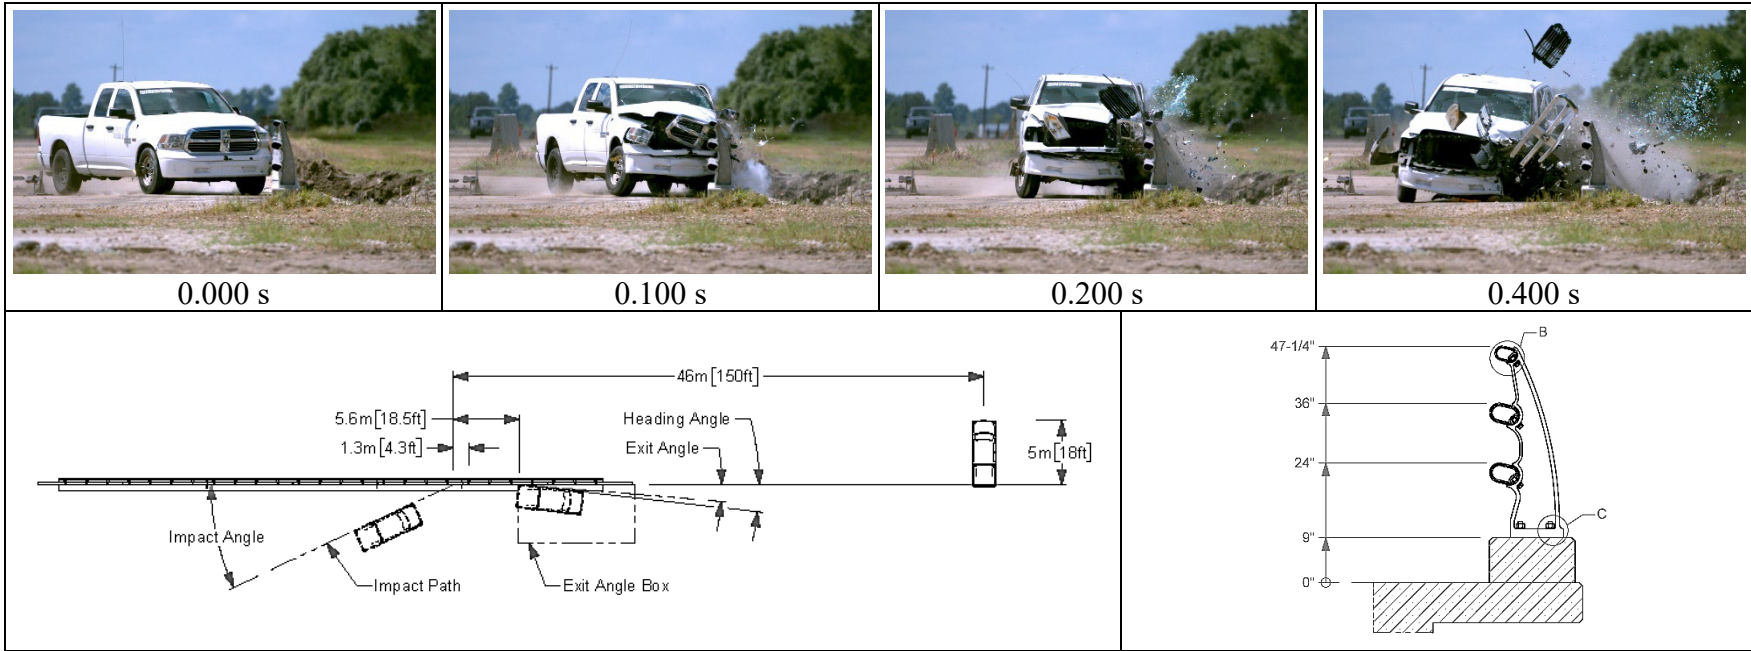 0.000 s
0.100 s
0.200 s
0.400 s
46m[150ft]
5.6m[18.5ft]
Heading Angle
1.3m[4.3ft]
Exit Angle
5m[18ft]
Impact Angle
Impact Path
Exit Angle Box
47-1/4"
B
36"
24"
C
9"
0"